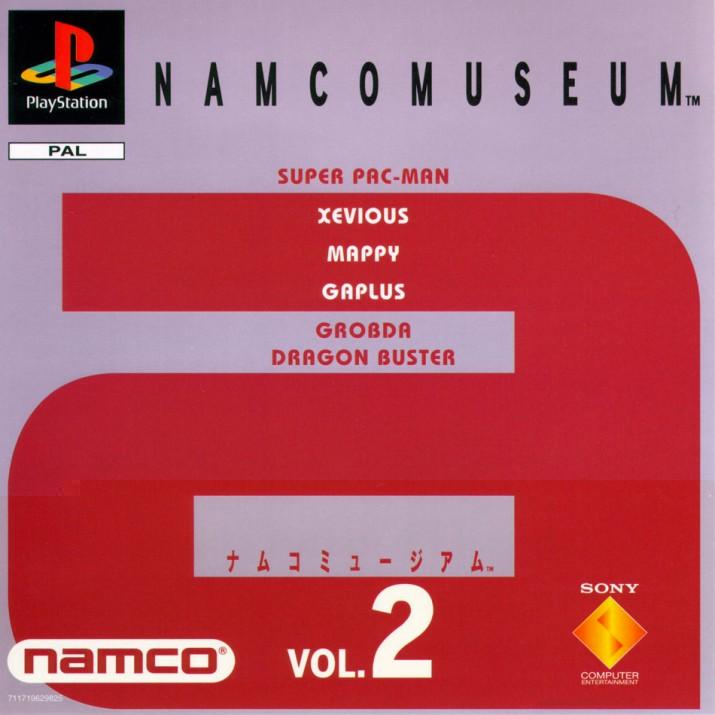 PlayStation
NAMCOMUSEUM™
PAL
SUPER PAC-MAN
XEVIOUS
MAPPY
GAPLUS
GROBDA
DRAGON BUSTER
ナムコミュージアム™
SONY
namco®
VOL.2
COMPUTER
ENTERTAINMENT
711719629825